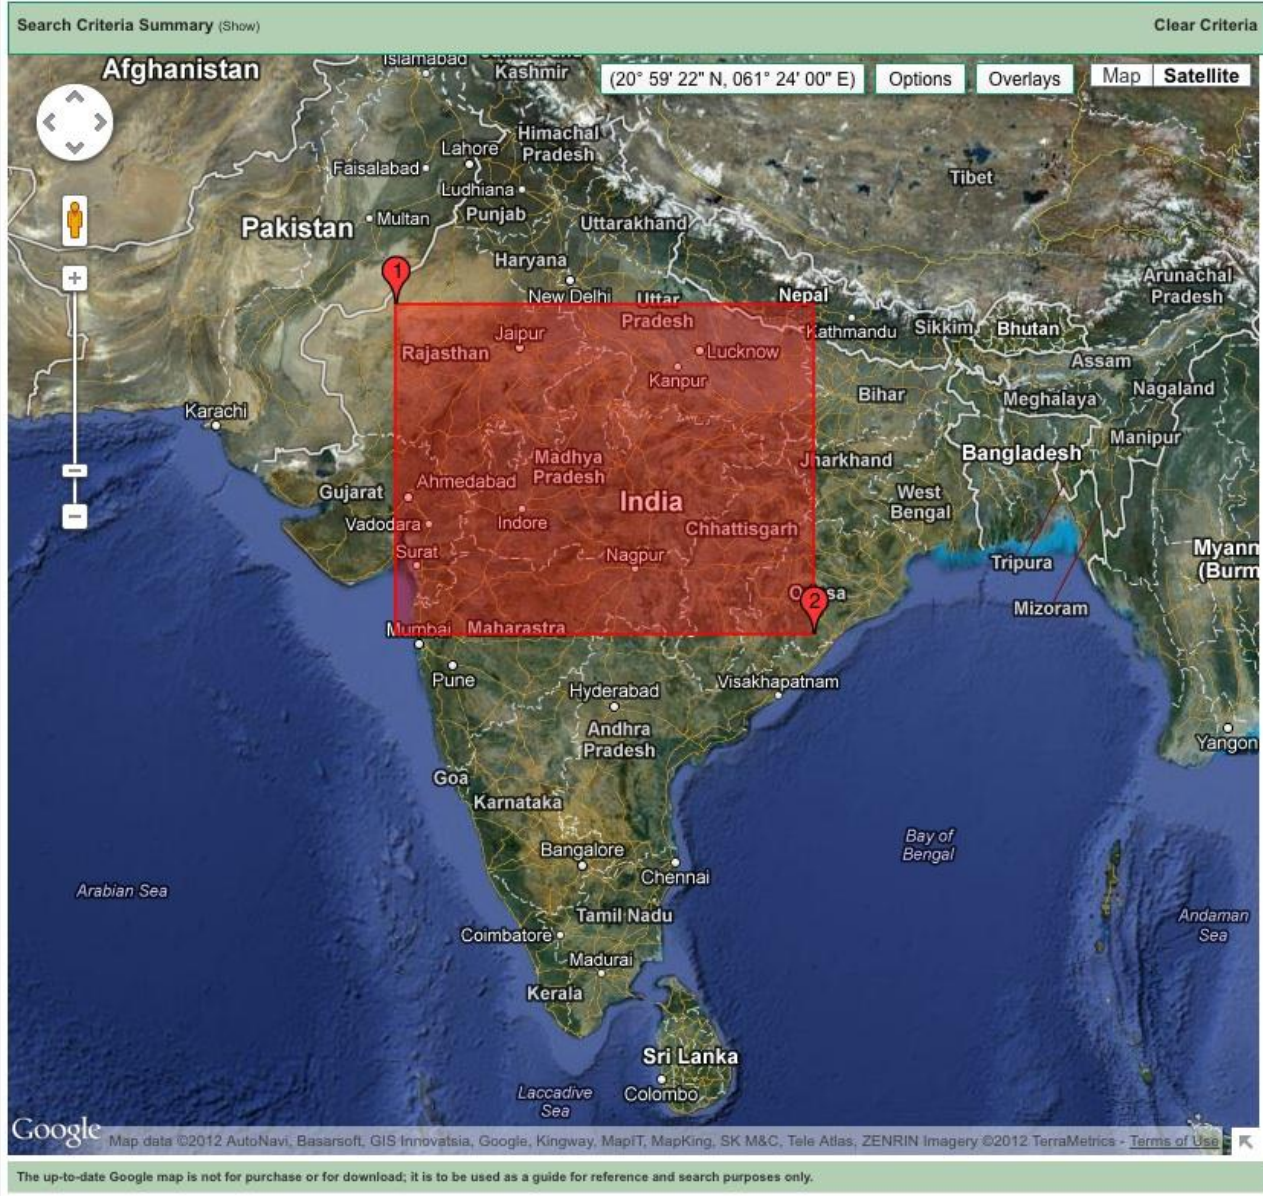 Search Criteria Summary (Show)
Clear Criteria
Afghanistan
Islamabad
Kashmir
(20° 59' 22" N, 061° 24' 00" E)
Options
Overlays
Map
Satellite
Himachal
Pradesh
Lahore
Faisalabad
Tibet
Ludhiana
Punjab
Multan
Pakistan
Uttarakhand
Haryana
1
Arunachal
Pradesh
New Delhi
Uttar
Pradesh
Nepal
Kathmandu
Sikkim
Bhutan
Jaipur
Rajasthan
Lucknow
Kanpur
Assam
Nagaland
Bihar
Meghalaya
Karachi
Manipur
Bangladesh
Madhya
Pradesh
Jharkhand
Ahmedabad
Gujarat
India
West
Bengal
Vadodara
Indore
Chhattisgarh
Surat
Nagpur
Tripura
Myanm
(Burm
2
Mizoram
Mumbai
Maharastra
Pune
Hyderabad
Visakhapatnam
Andhra
Pradesh
Yangon
Goa
Karnataka
Bay of
Bengal
Bangalore
Chennai
Arabian Sea
Tamil Nadu
Andaman
Sea
Coimbatore
Madurai
Kerala
Sri Lanka
Colombo
Laccadive
Sea
Google
Map data ©2012 AutoNavi, Basarsoft, GIS Innovatsia, Google, Kingway, MapIT, MapKing, SK M&C, Tele Atlas, ZENRIN Imagery ©2012 TerraMetrics - Terms of Use
The up-to-date Google map is not for purchase or for download; it is to be used as a guide for reference and search purposes only.